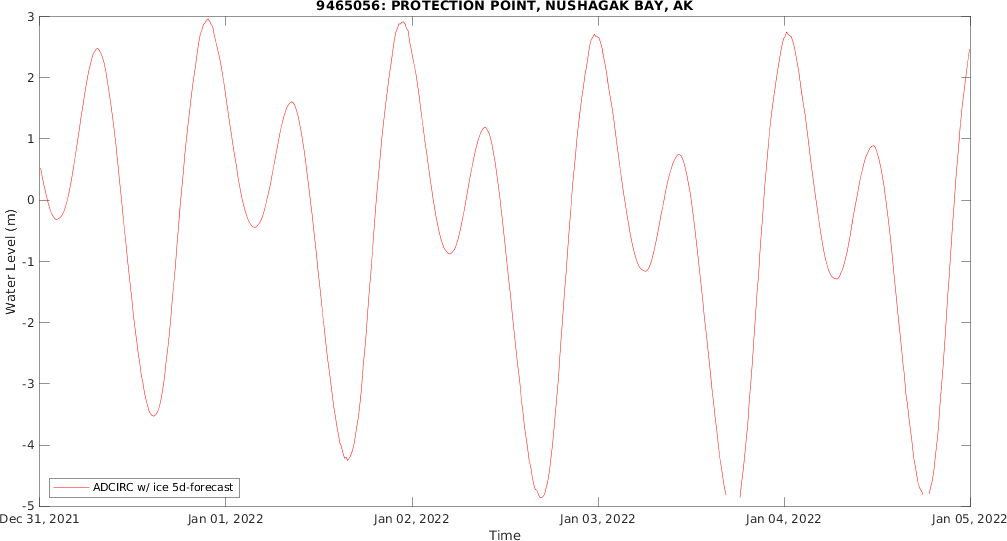 9465056: PROTECTION POINT, NUSHAGAK BAY, AK
3
2
1
0
-1
-2
-3
-4
-5
Water Level (m)
ADCIRC w/ ice 5d-forecast
Dec 31, 2021 Jan 01, 2022 Jan 02, 2022 Jan 03, 2022 Jan 04, 2022 Jan 05, 2022
Time